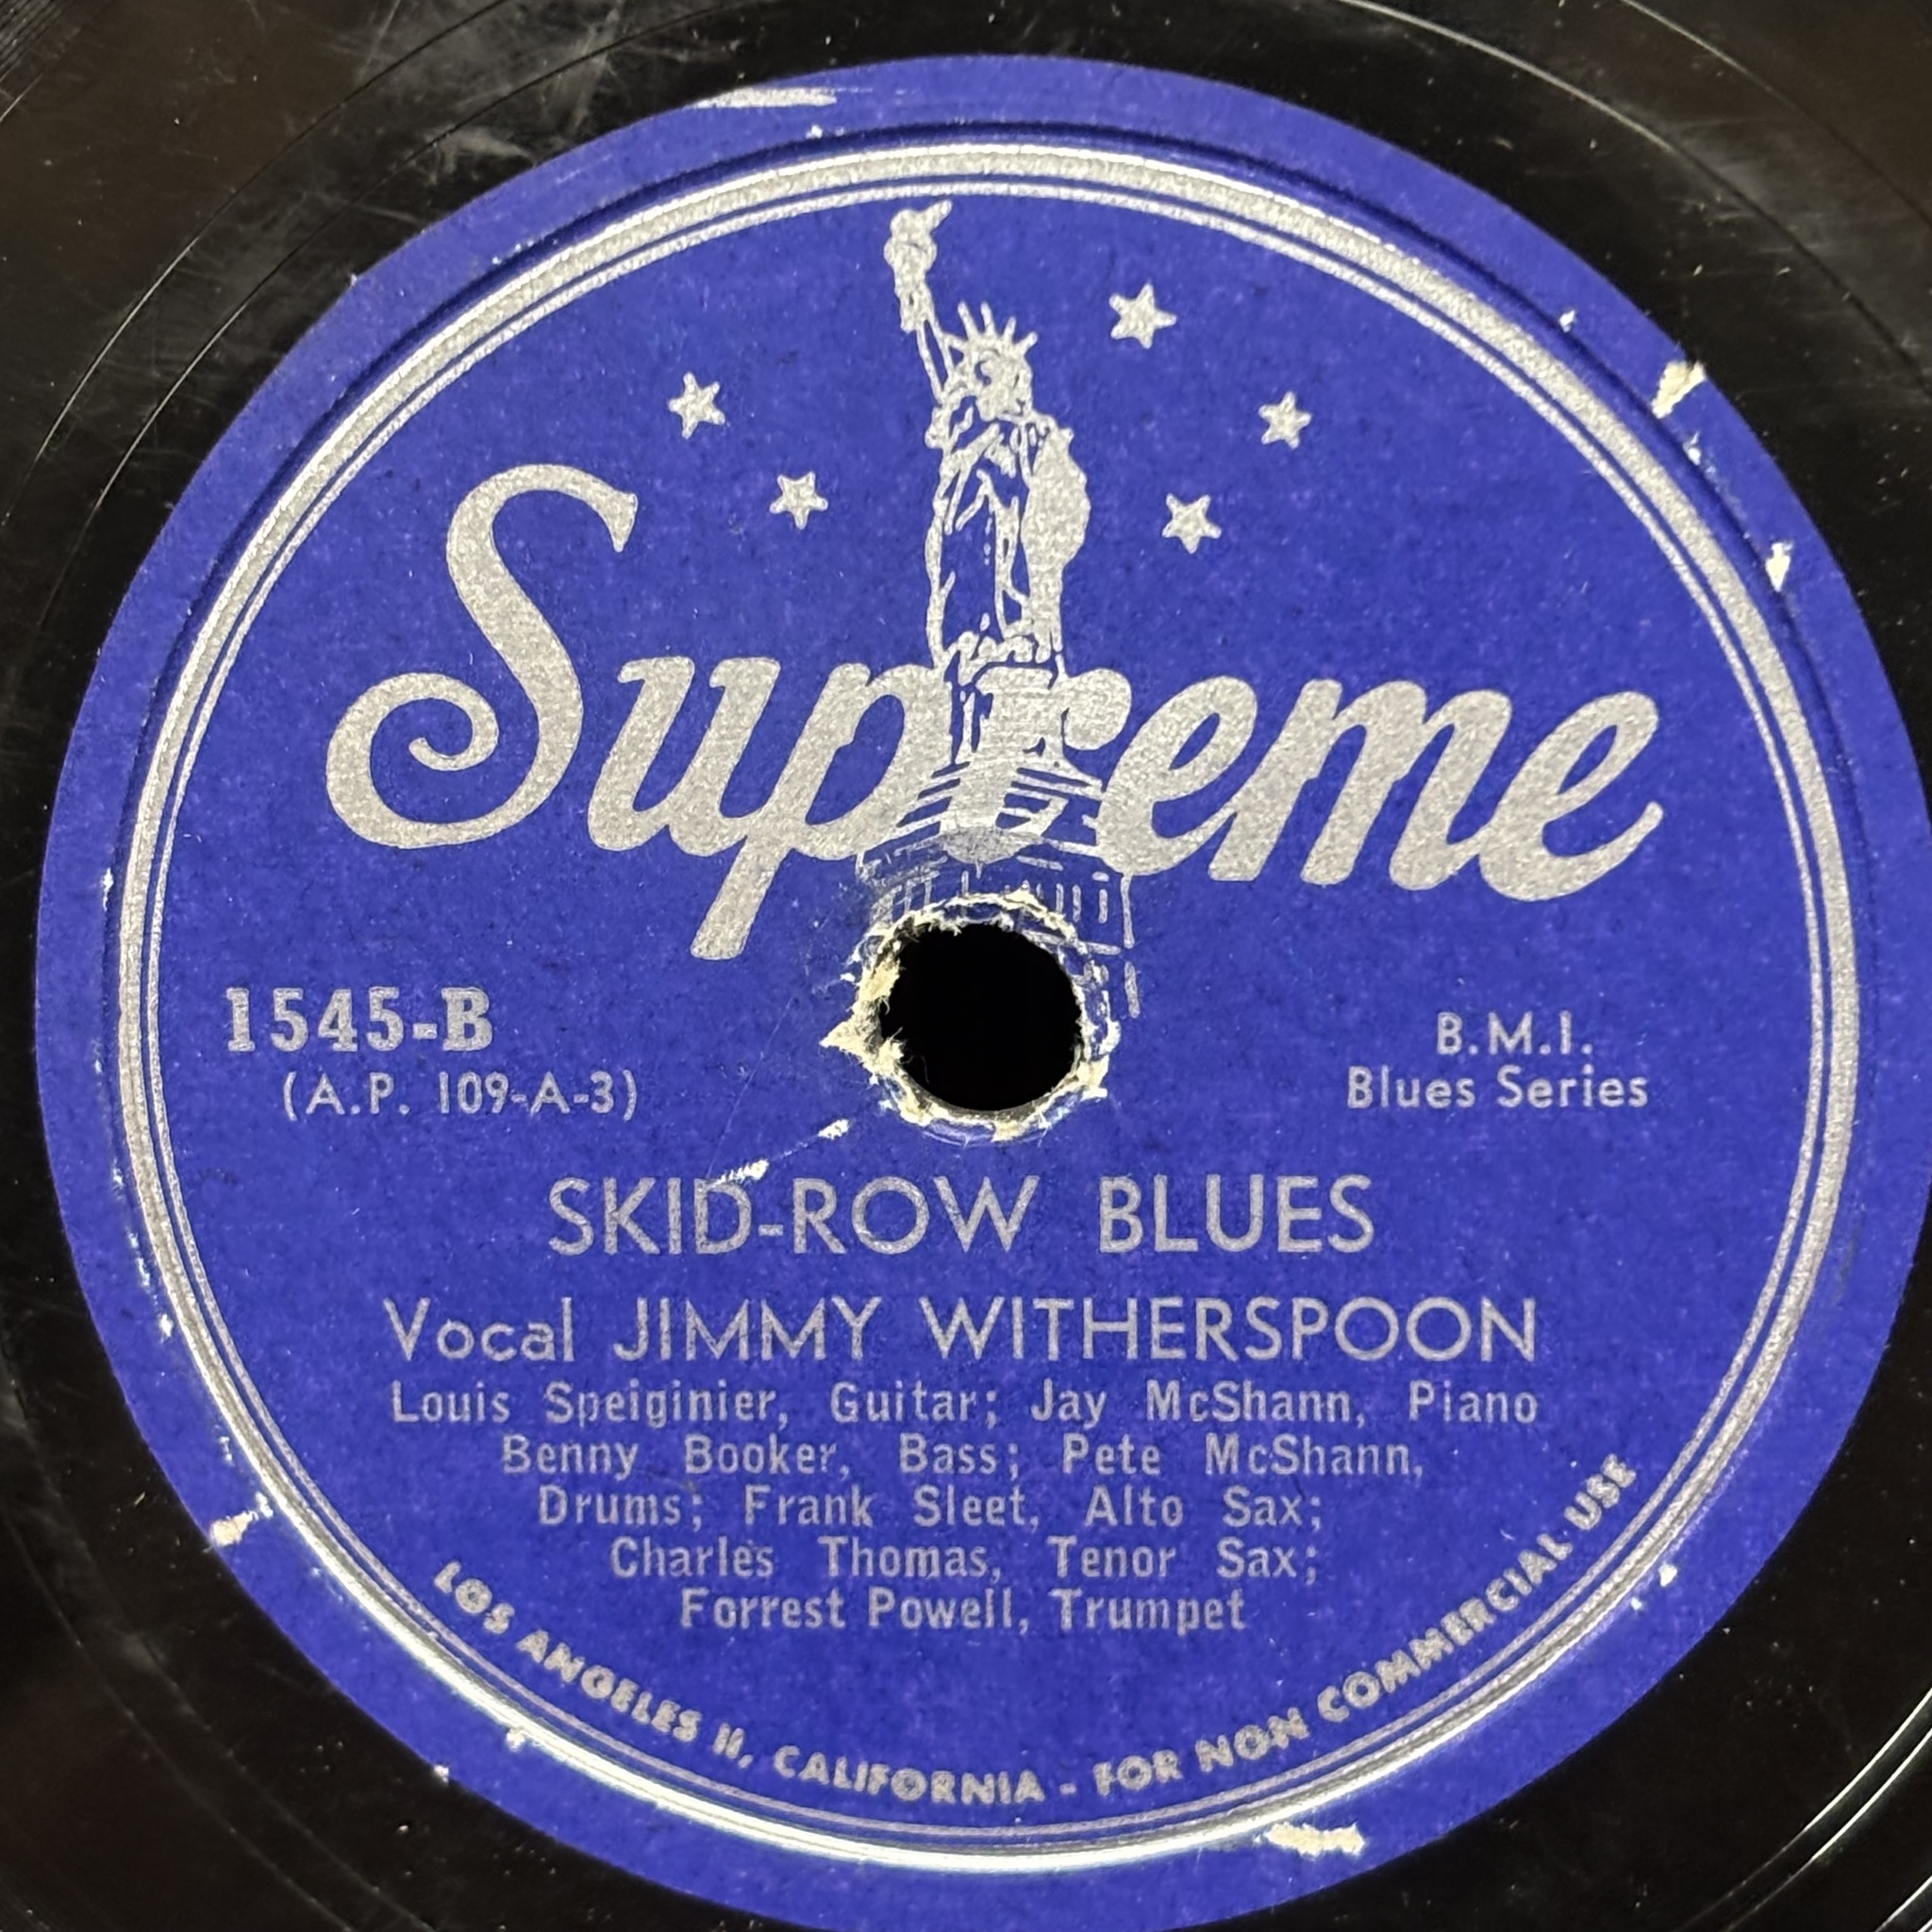 Supreme
1545-B
(A.P. 109-A-3)
B.M.I.
Blues Series
SKID-ROW BLUES
Vocal JIMMY WITHERSPOON
Louis Speiginier, Guitar; Jay McShann, Piano
Benny Booker, Bass; Pete McShann,
Drums; Frank Sleet, Alto Sax;
Charles Thomas, Tenor Sax;
Forrest Powell, Trumpet
LOS ANGELES 11, CALIFORNIA - FOR NON COMMERCIAL USE